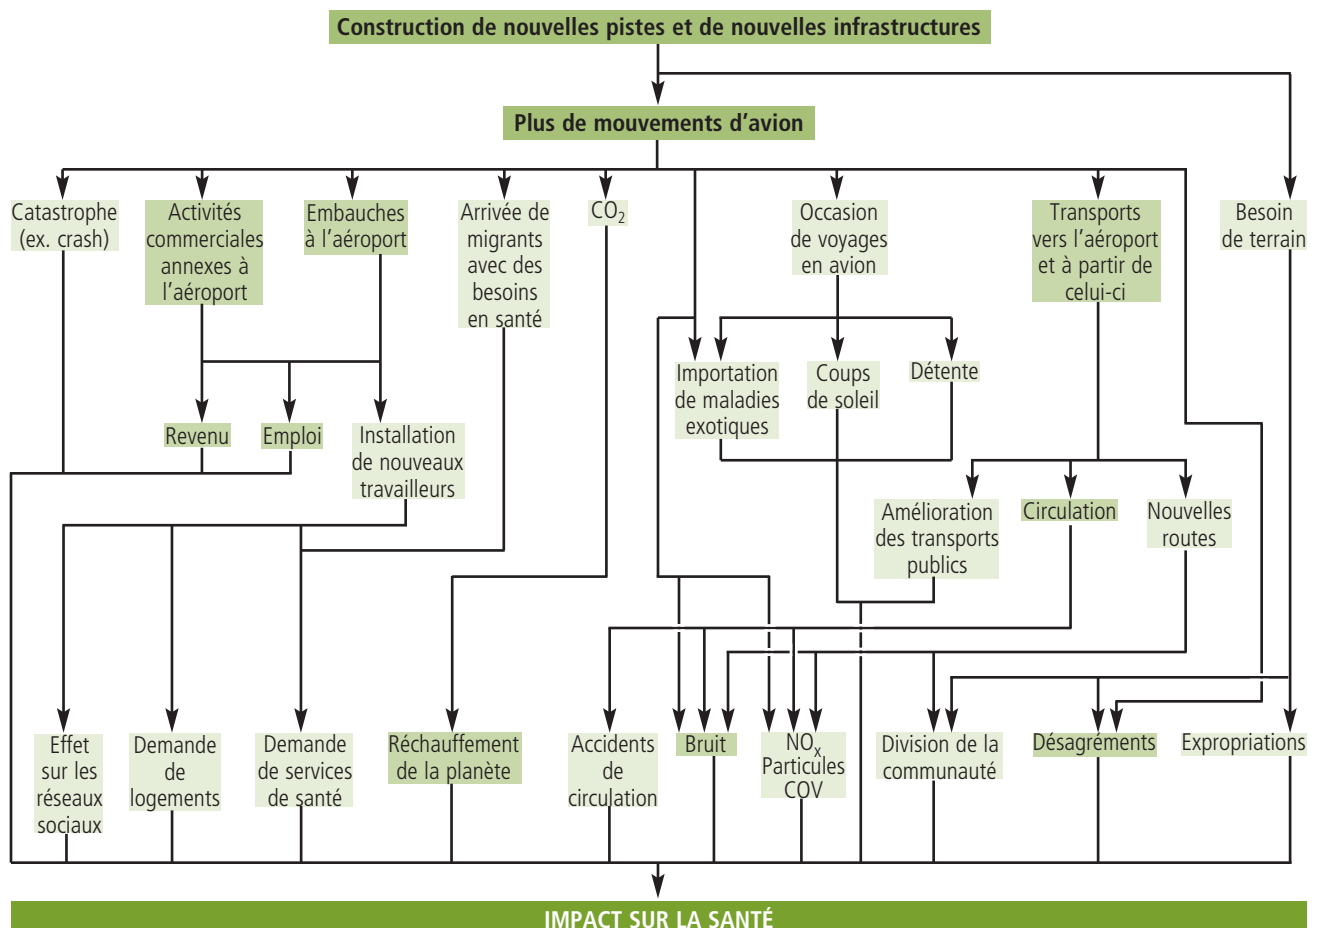 Construction de nouvelles pistes et de nouvelles infrastructures
Plus de mouvements d'avion
Catastrophe
(ex. crash)
Activités
commerciales
annexes à
l'aéroport
Embauches
à l'aéroport
Arrivée de
migrants
avec des
besoins
en santé
CO₂
Occasion
de voyages
en avion
Transports
vers l'aéroport
et à partir de
celui-ci
Besoin
de terrain
Importation
de maladies
exotiques
Coups
de soleil
Détente
Revenu
Emploi
Installation
de nouveaux
travailleurs
Amélioration
des transports
publics
Circulation
Nouvelles
routes
Effet
sur les
réseaux
sociaux
Demande
de
logements
Demande
de services
de santé
Réchauffement
de la planète
Accidents
de
circulation
Bruit
NOx,
Particules
COV
Division de la
communauté
Désagréments
Expropriations
IMPACT SUR LA SANTÉ